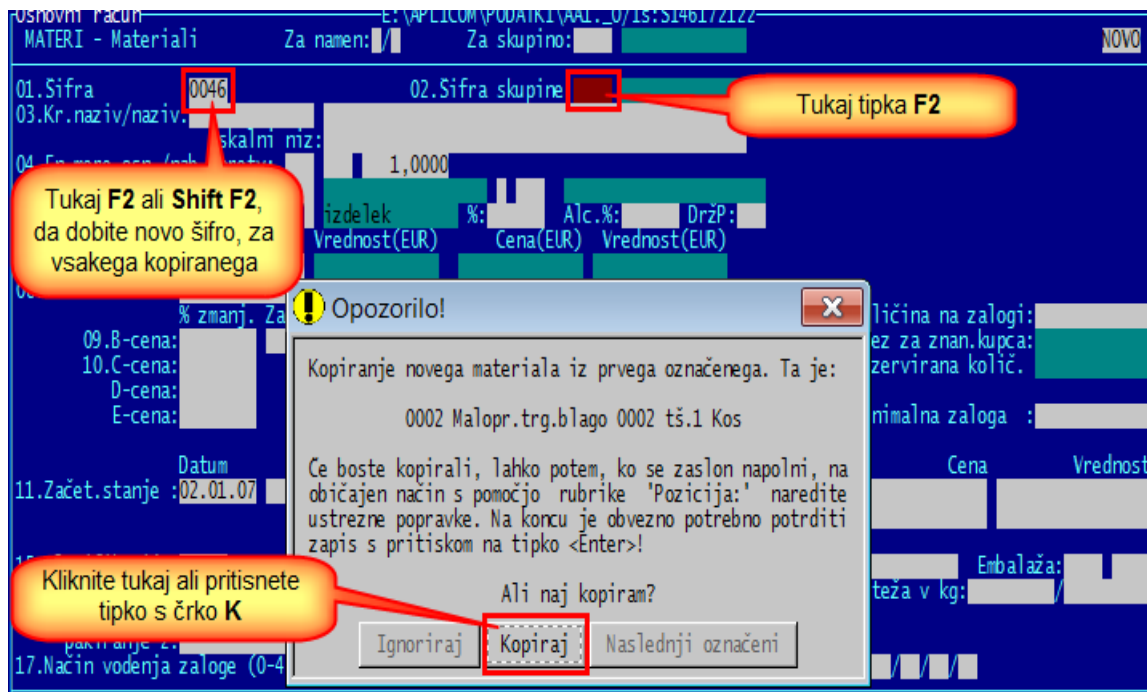 Osnovni račun E:\APLICOM\PODATKI\AAI._0/Is:S146172122
MATERI - Materiali Za namen: / Za skupino: NOVO
01.Šifra 0046 02.Šifra skupine
Tukaj tipka F2
03.Kr.naziv/naziv:
skalni niz:
1,0000
Tukaj F2 ali Shift F2,
da dobite novo šifro, za
vsakega kopiranega
izdelek %: Alc.%: DržP:
Vrednost(EUR) Cena(EUR) Vrednost(EUR)
% zmanj. Za
09.B-cena:
10.C-cena:
D-cena:
E-cena:
ličina na zalogi:
ez za znan.kupca:
zervirana količ.
nimalna zaloga :
Opozorilo!
Kopiranje novega materiala iz prvega označenega. Ta je:
0002 Malopr.trg.blago 0002 tš.1 Kos
Če boste kopirali, lahko potem, ko se zaslon napolni, na
običajen način s pomočjo rubrike 'Pozicija:' naredite
ustrezne popravke. Na koncu je obvezno potrebno potrditi
zapis s pritiskom na tipko <Enter>!
Ali naj kopiram?
Ignoriraj Kopiraj Naslednji označeni
Datum Cena Vrednost
11.Začet.stanje :02.01.07
Embalaža:
teža v kg: /
Kliknite tukaj ali pritisnete
tipko s črko K
pakiranje 2:
17.Način vodenja zaloge (0-4 / / /